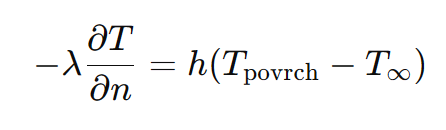 −λ ∂T/∂n = h(T_povrch − T_∞)